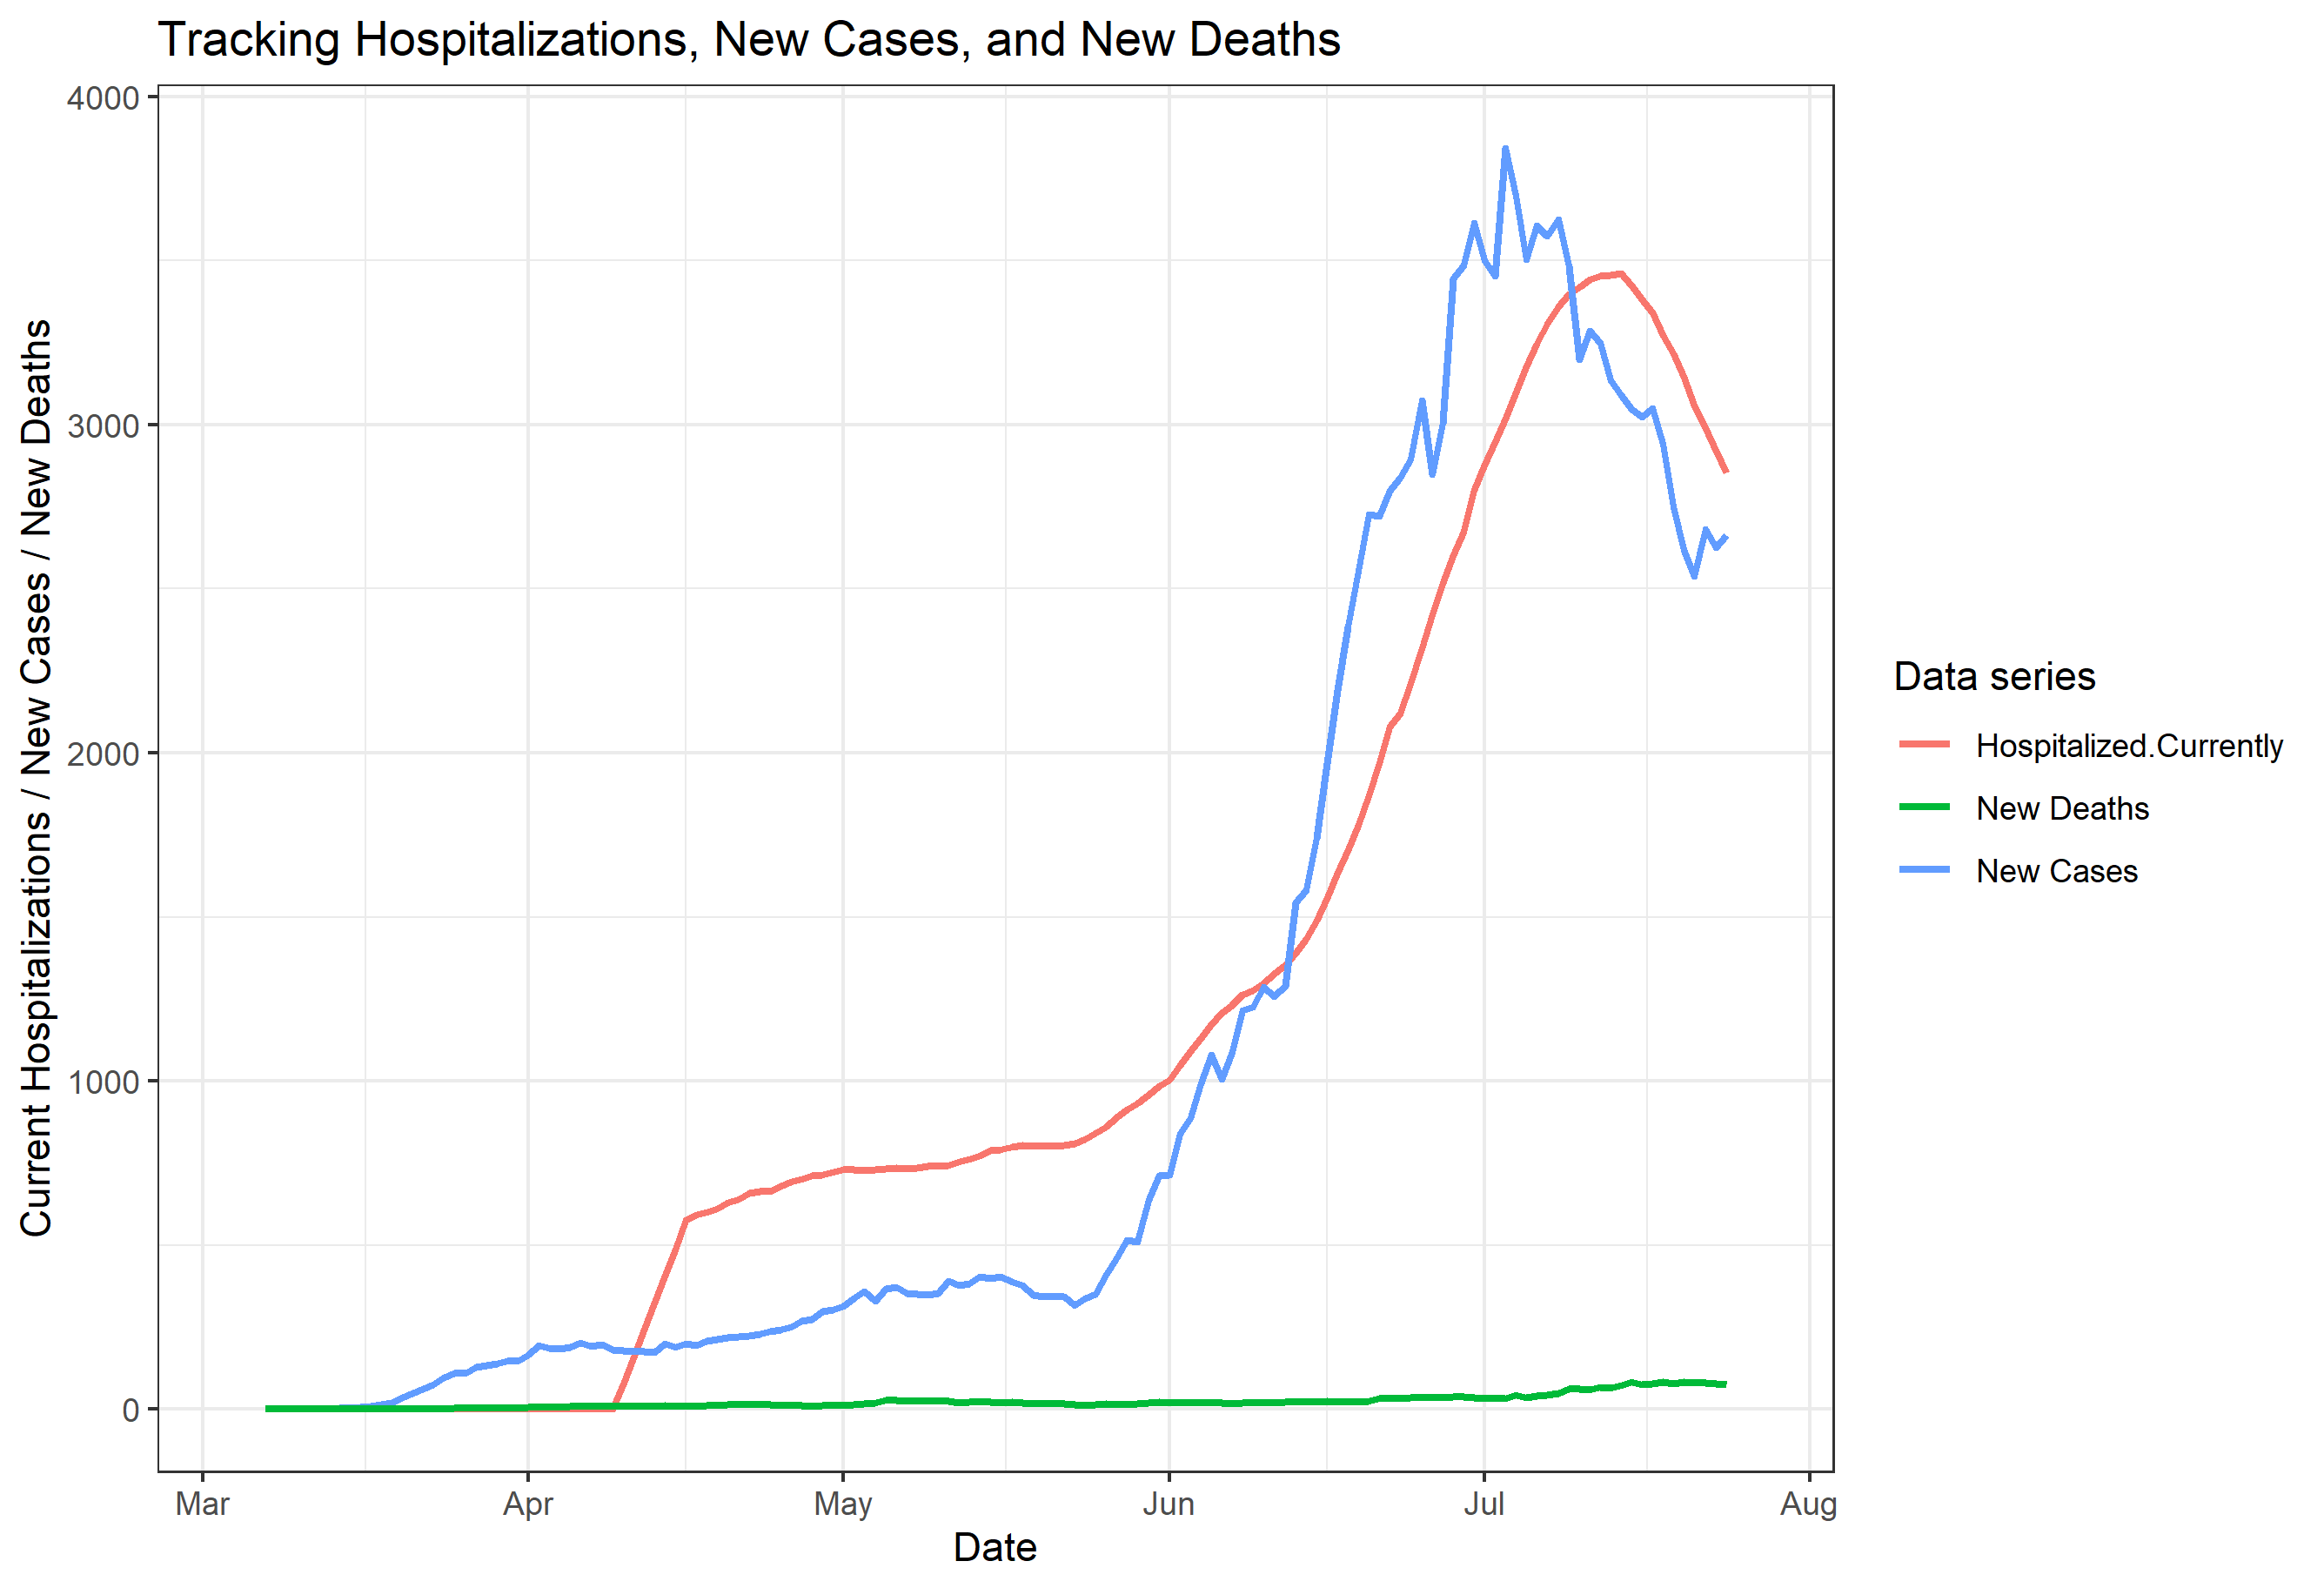 Tracking Hospitalizations, New Cases, and New Deaths
Current Hospitalizations / New Cases / New Deaths
4000
3000
2000
1000
0
Mar
Apr
May
Jun
Jul
Aug
Date
Data series
Hospitalized.Currently
New Deaths
New Cases